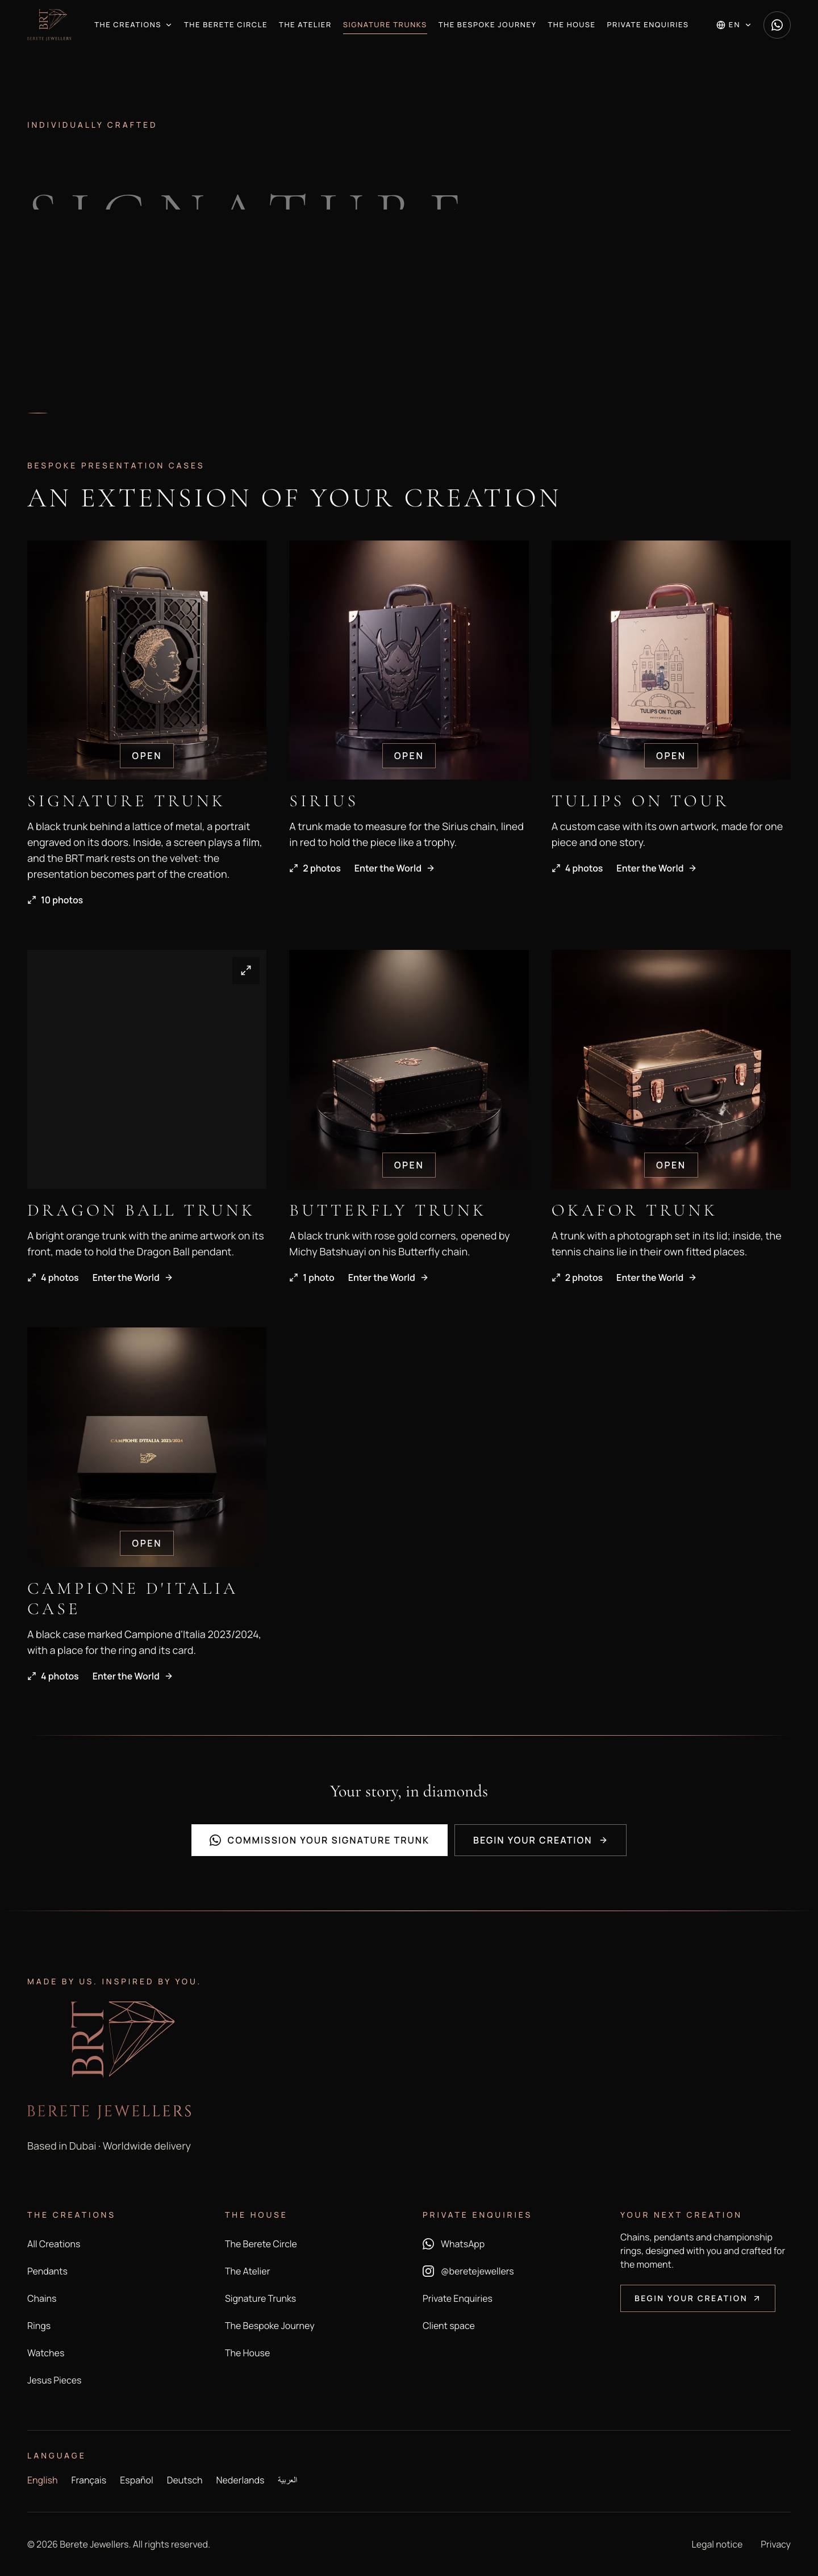 BRT
BERETE JEWELLERS
THE CREATIONS
THE BERETE CIRCLE
THE ATELIER
SIGNATURE TRUNKS
THE BESPOKE JOURNEY
THE HOUSE
PRIVATE ENQUIRIES
EN
INDIVIDUALLY CRAFTED
SIGNATURE
BESPOKE PRESENTATION CASES
AN EXTENSION OF YOUR CREATION
OPEN
TULIPS ON TOUR
OPEN
OPEN
SIGNATURE TRUNK
A black trunk behind a lattice of metal, a portrait
engraved on its doors. Inside, a screen plays a film,
and the BRT mark rests on the velvet: the
presentation becomes part of the creation.
10 photos
SIRIUS
A trunk made to measure for the Sirius chain, lined
in red to hold the piece like a trophy.
2 photos
Enter the World
TULIPS ON TOUR
A custom case with its own artwork, made for one
piece and one story.
4 photos
Enter the World
DRAGON BALL TRUNK
A bright orange trunk with the anime artwork on its
front, made to hold the Dragon Ball pendant.
4 photos
Enter the World
OPEN
BUTTERFLY TRUNK
A black trunk with rose gold corners, opened by
Michy Batshuayi on his Butterfly chain.
1 photo
Enter the World
OPEN
OKAFOR TRUNK
A trunk with a photograph set in its lid; inside, the
tennis chains lie in their own fitted places.
2 photos
Enter the World
CAMPIONE D'ITALIA 2023/2024
OPEN
CAMPIONE D'ITALIA
CASE
A black case marked Campione d'Italia 2023/2024,
with a place for the ring and its card.
4 photos
Enter the World
Your story, in diamonds
COMMISSION YOUR SIGNATURE TRUNK
BEGIN YOUR CREATION
MADE BY US. INSPIRED BY YOU.
BRT
BERETE JEWELLERS
Based in Dubai · Worldwide delivery
THE CREATIONS
All Creations
Pendants
Chains
Rings
Watches
Jesus Pieces
THE HOUSE
The Berete Circle
The Atelier
Signature Trunks
The Bespoke Journey
The House
PRIVATE ENQUIRIES
WhatsApp
@beretejewellers
Private Enquiries
Client space
YOUR NEXT CREATION
Chains, pendants and championship
rings, designed with you and crafted for
the moment.
BEGIN YOUR CREATION
LANGUAGE
English
Français
Español
Deutsch
Nederlands
العربية
© 2026 Berete Jewellers. All rights reserved.
Legal notice
Privacy